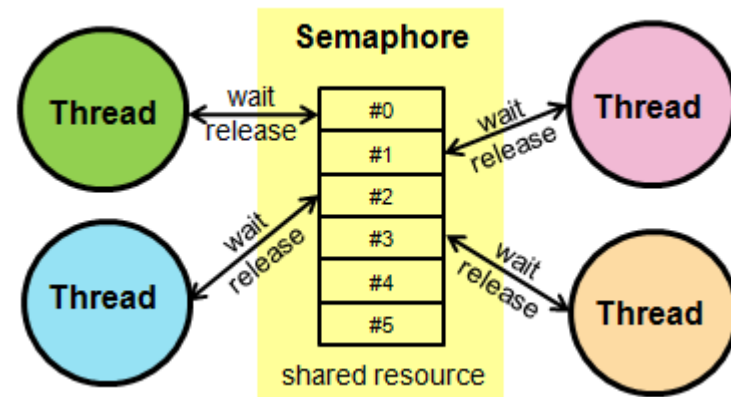 Semaphore
Thread
wait
release
#0
#1
#2
#3
#4
#5
wait
release
Thread
Thread
wait
release
wait
release
Thread
shared resource